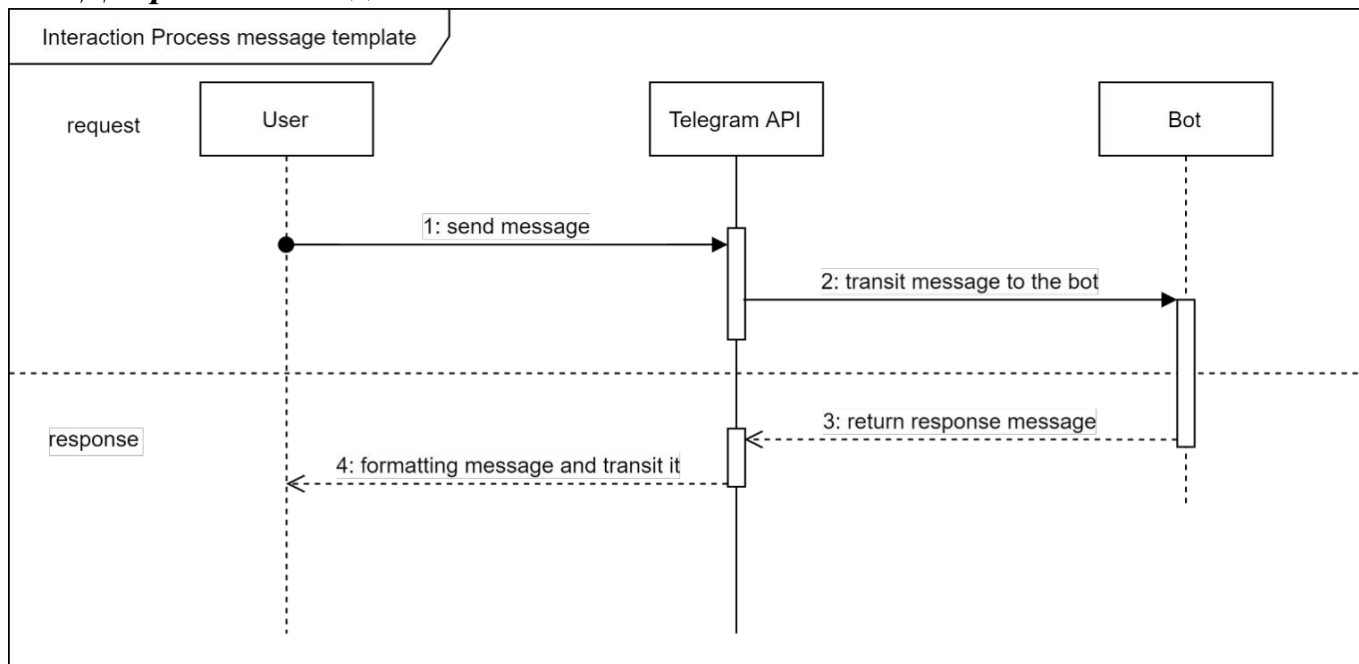 Interaction Process message template
request
User
Telegram API
Bot
1: send message
2: transit message to the bot
3: return response message
response
4: formatting message and transit it